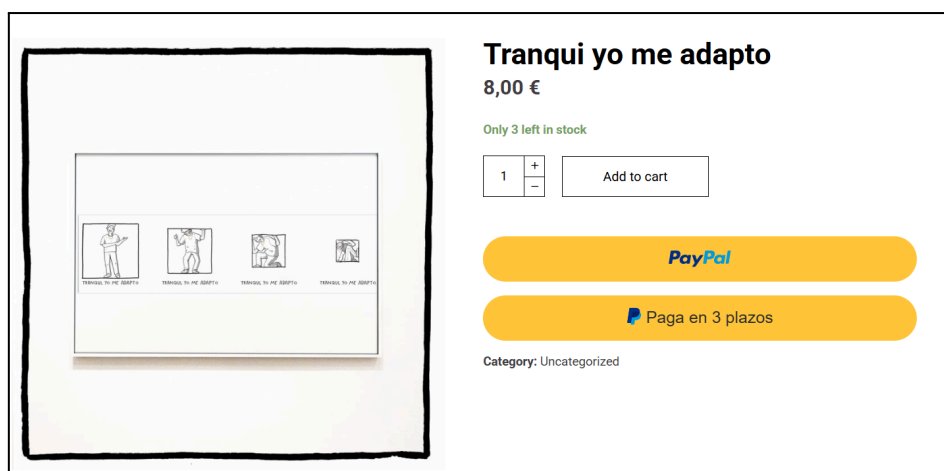 Tranqui yo me adapto
8,00 €
Only 3 left in stock
1 + −
Add to cart
PayPal
Paga en 3 plazos
Category: Uncategorized
TRANQUI, YO ME ADAPTO TRANQUI, YO ME ADAPTO TRANQUI, YO ME ADAPTO TRANQUI, YO ME ADAPTO